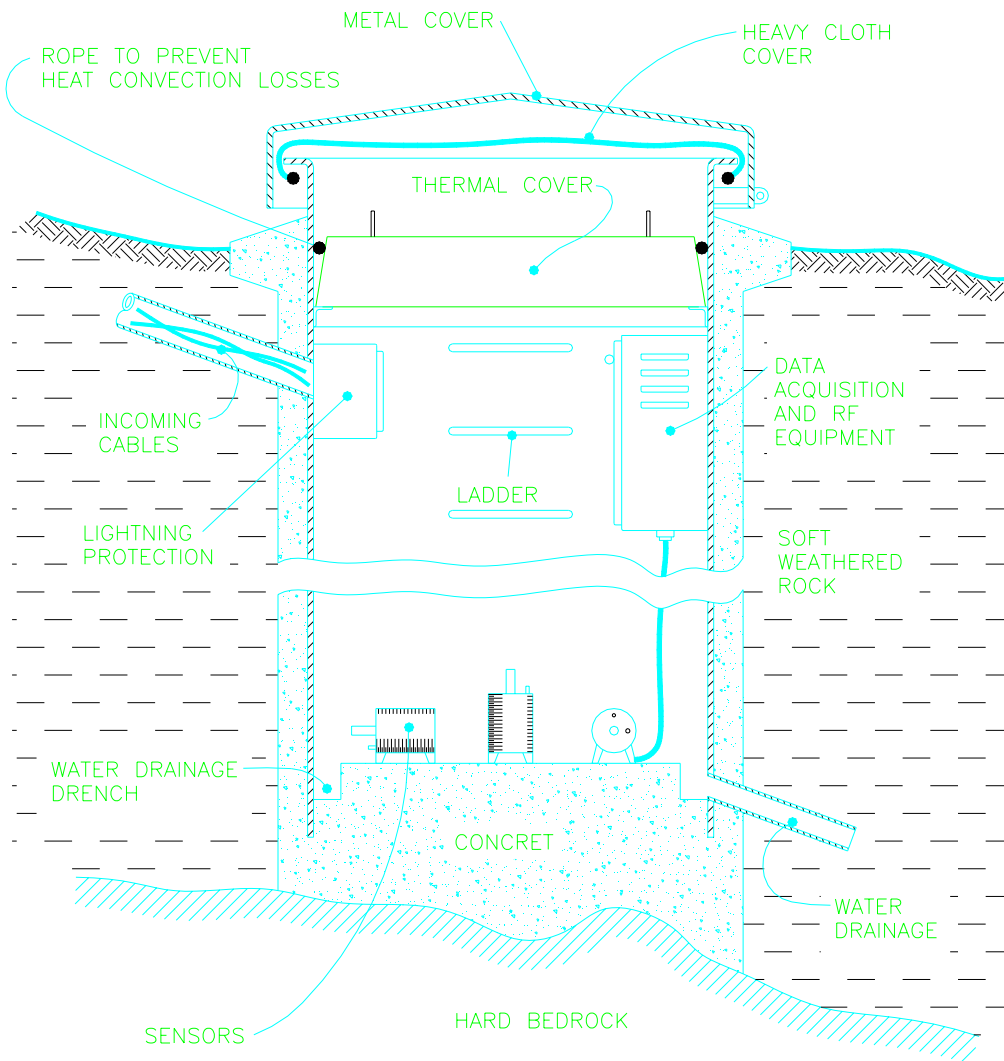 METAL COVER
HEAVY CLOTH
COVER
ROPE TO PREVENT
HEAT CONVECTION LOSSES
THERMAL COVER
INCOMING
CABLES
DATA
ACQUISITION
AND RF
EQUIPMENT
LADDER
LIGHTNING
PROTECTION
SOFT
WEATHERED
ROCK
WATER DRAINAGE
DRENCH
CONCRET
WATER
DRAINAGE
SENSORS
HARD BEDROCK